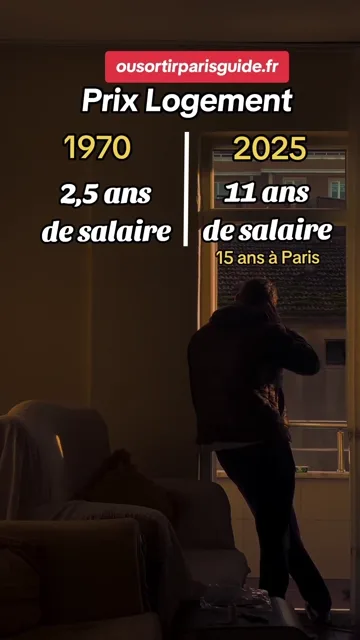 ousortirparisguide.fr
Prix Logement
1970
2025
2,5 ans
de salaire
11 ans
de salaire
15 ans à Paris